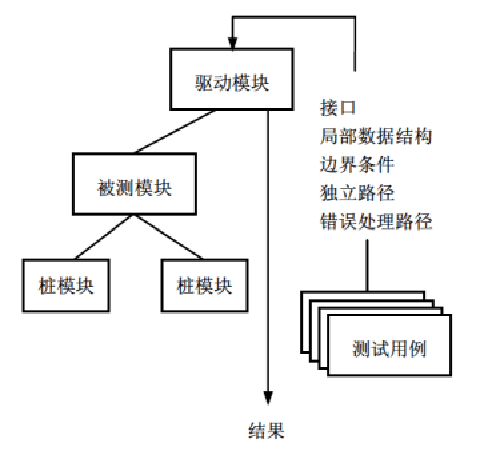 驱动模块
接口
局部数据结构
边界条件
独立路径
错误处理路径
被测模块
桩模块
桩模块
测试用例
结果